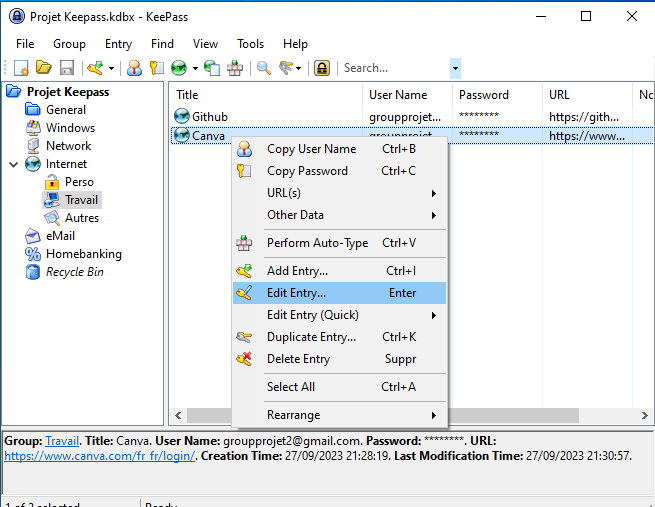 Projet Keepass.kdbx - KeePass
File Group Entry Find View Tools Help
Search...
Projet Keepass
General
Windows
Network
Internet
Perso
Travail
Autres
eMail
Homebanking
Recycle Bin
Title User Name Password URL No
Github groupprojet... ******** https://gith...
Canva groupprojet... ******** https://www...
Copy User Name Ctrl+B
Copy Password Ctrl+C
URL(s)
Other Data
Perform Auto-Type Ctrl+V
Add Entry... Ctrl+I
Edit Entry... Enter
Edit Entry (Quick)
Duplicate Entry... Ctrl+K
Delete Entry Suppr
Select All Ctrl+A
Rearrange
Group: Travail. Title: Canva. User Name: groupprojet2@gmail.com. Password: ********. URL:
https://www.canva.com/fr_fr/login/. Creation Time: 27/09/2023 21:28:19. Last Modification Time: 27/09/2023 21:30:57.
1 of 2 selected Ready